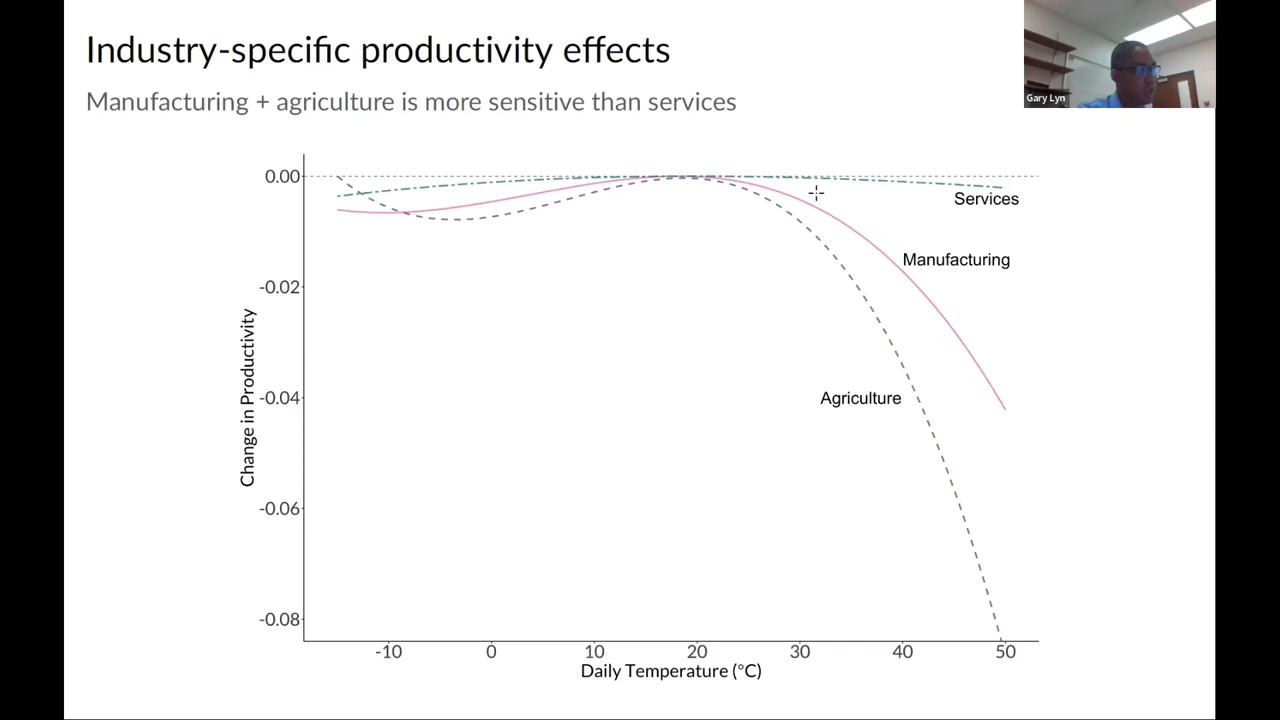 Industry-specific productivity effects
Manufacturing + agriculture is more sensitive than services
Gary Lyn
0.00
-0.02
-0.04
-0.06
-0.08
Change in Productivity
Services
Manufacturing
Agriculture
-10 0 10 20 30 40 50
Daily Temperature (°C)